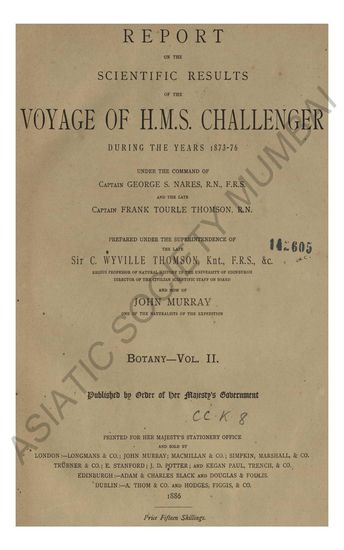 REPORT
ON THE
SCIENTIFIC RESULTS
OF THE
VOYAGE OF H.M.S. CHALLENGER
DURING THE YEARS 1873-76
UNDER THE COMMAND OF
CAPTAIN GEORGE S. NARES, R.N., F.R.S.
AND THE LATE
CAPTAIN FRANK TOURLE THOMSON, R.N.
PREPARED UNDER THE SUPERINTENDENCE OF
THE LATE
Sir C. WYVILLE THOMSON, Knt., F.R.S., &c.
REGIUS PROFESSOR OF NATURAL HISTORY IN THE UNIVERSITY OF EDINBURGH
DIRECTOR OF THE CIVILIAN SCIENTIFIC STAFF ON BOARD
AND NOW OF
JOHN MURRAY
ONE OF THE NATURALISTS OF THE EXPEDITION
BOTANY—VOL. II.
Published by Order of Her Majesty's Government
CCK 8
PRINTED FOR HER MAJESTY'S STATIONERY OFFICE
AND SOLD BY
LONDON:—LONGMANS & CO.; JOHN MURRAY; MACMILLAN & CO.; SIMPKIN, MARSHALL, & CO.
TRÜBNER & CO.; E. STANFORD; J. D. POTTER; AND KEGAN PAUL, TRENCH, & CO.
EDINBURGH:—ADAM & CHARLES BLACK AND DOUGLAS & FOULIS.
DUBLIN:—A. THOM & CO. AND HODGES, FIGGIS, & CO.
1886
Price Fifteen Shillings.
ASIATIC SOCIETY MUMBAI